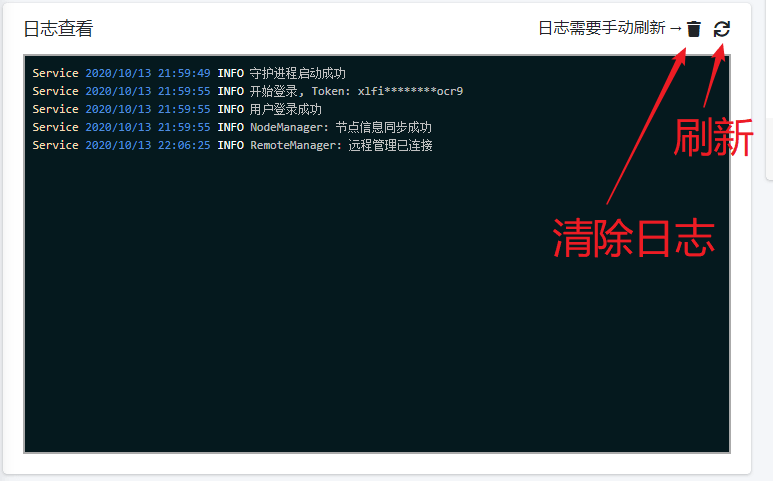 日志查看
日志需要手动刷新→
Service 2020/10/13 21:59:49 INFO 守护进程启动成功
Service 2020/10/13 21:59:55 INFO 开始登录, Token: xlfi********ocr9
Service 2020/10/13 21:59:55 INFO 用户登录成功
Service 2020/10/13 21:59:55 INFO NodeManager: 节点信息同步成功
Service 2020/10/13 22:06:25 INFO RemoteManager: 远程管理已连接
刷新
清除日志